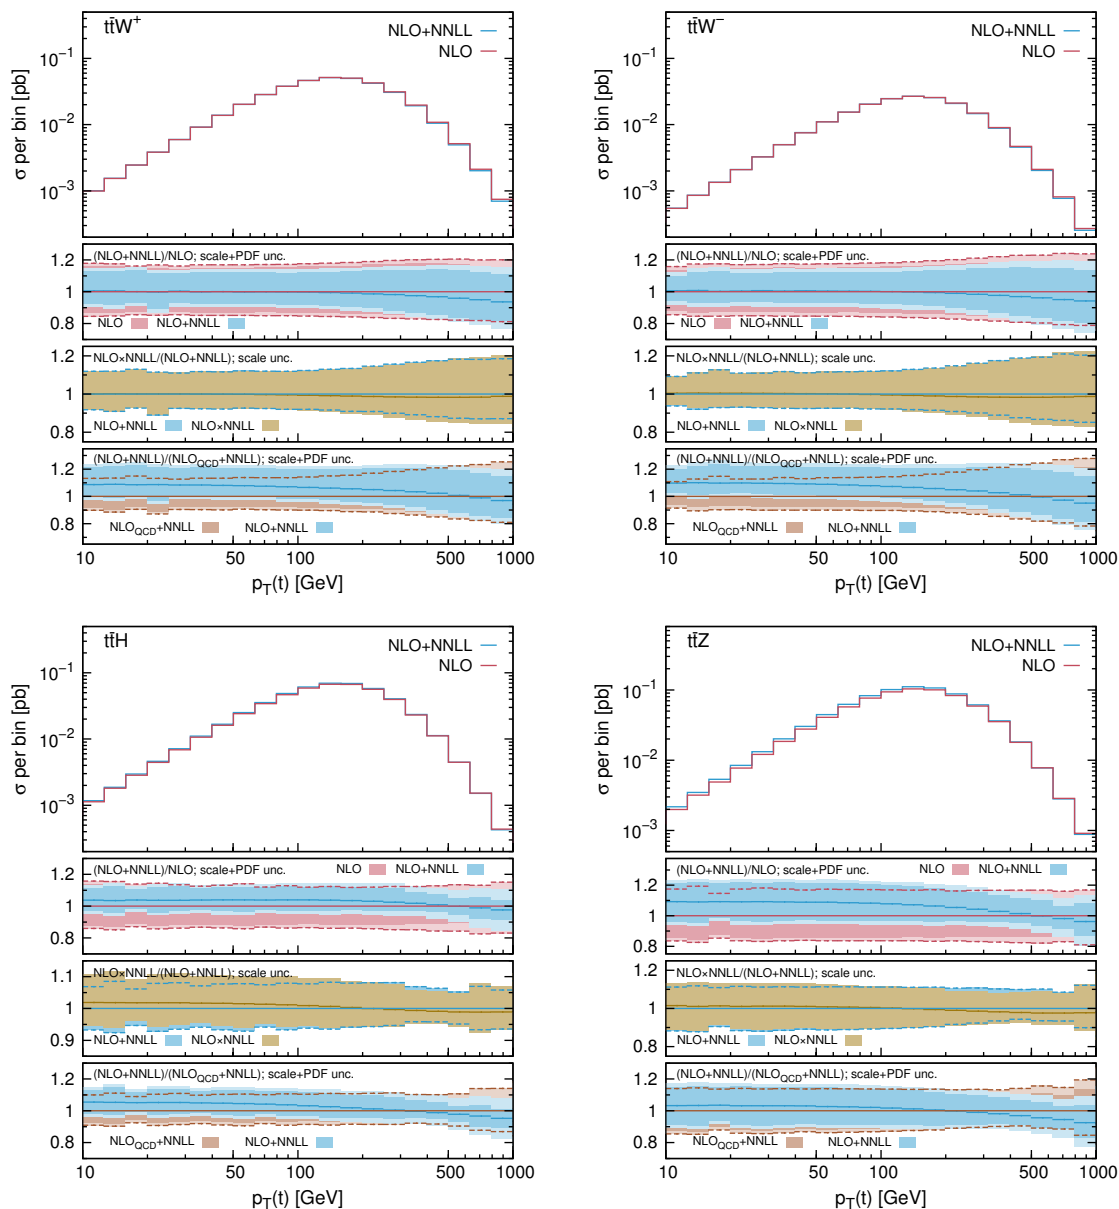 tt̄W⁺
NLO+NNLL
NLO
σ per bin [pb]
10⁻¹
10⁻²
10⁻³
(NLO+NNLL)/NLO; scale+PDF unc.
1.2
1
0.8
NLO NLO+NNLL
NLO×NNLL/(NLO+NNLL); scale unc.
1.2
1
0.8
NLO+NNLL NLO×NNLL
(NLO+NNLL)/(NLO_QCD+NNLL); scale+PDF unc.
1.2
1
0.8
NLO_QCD+NNLL NLO+NNLL
10 50 100 500 1000
p_T(t) [GeV]
tt̄W⁻
NLO+NNLL
NLO
σ per bin [pb]
10⁻¹
10⁻²
10⁻³
(NLO+NNLL)/NLO; scale+PDF unc.
1.2
1
0.8
NLO NLO+NNLL
NLO×NNLL/(NLO+NNLL); scale unc.
1.2
1
0.8
NLO+NNLL NLO×NNLL
(NLO+NNLL)/(NLO_QCD+NNLL); scale+PDF unc.
1.2
1
0.8
NLO_QCD+NNLL NLO+NNLL
10 50 100 500 1000
p_T(t) [GeV]
tt̄H
NLO+NNLL
NLO
σ per bin [pb]
10⁻¹
10⁻²
10⁻³
(NLO+NNLL)/NLO; scale+PDF unc. NLO NLO+NNLL
1.2
1
0.8
NLO×NNLL/(NLO+NNLL); scale unc.
1.1
1
0.9
NLO+NNLL NLO×NNLL
(NLO+NNLL)/(NLO_QCD+NNLL); scale+PDF unc.
1.2
1
0.8
NLO_QCD+NNLL NLO+NNLL
10 50 100 500 1000
p_T(t) [GeV]
tt̄Z
NLO+NNLL
NLO
σ per bin [pb]
10⁻¹
10⁻²
10⁻³
(NLO+NNLL)/NLO; scale+PDF unc. NLO NLO+NNLL
1.2
1
0.8
NLO×NNLL/(NLO+NNLL); scale unc.
1.2
1
0.8
NLO+NNLL NLO×NNLL
(NLO+NNLL)/(NLO_QCD+NNLL); scale+PDF unc.
1.2
1
0.8
NLO_QCD+NNLL NLO+NNLL
10 50 100 500 1000
p_T(t) [GeV]